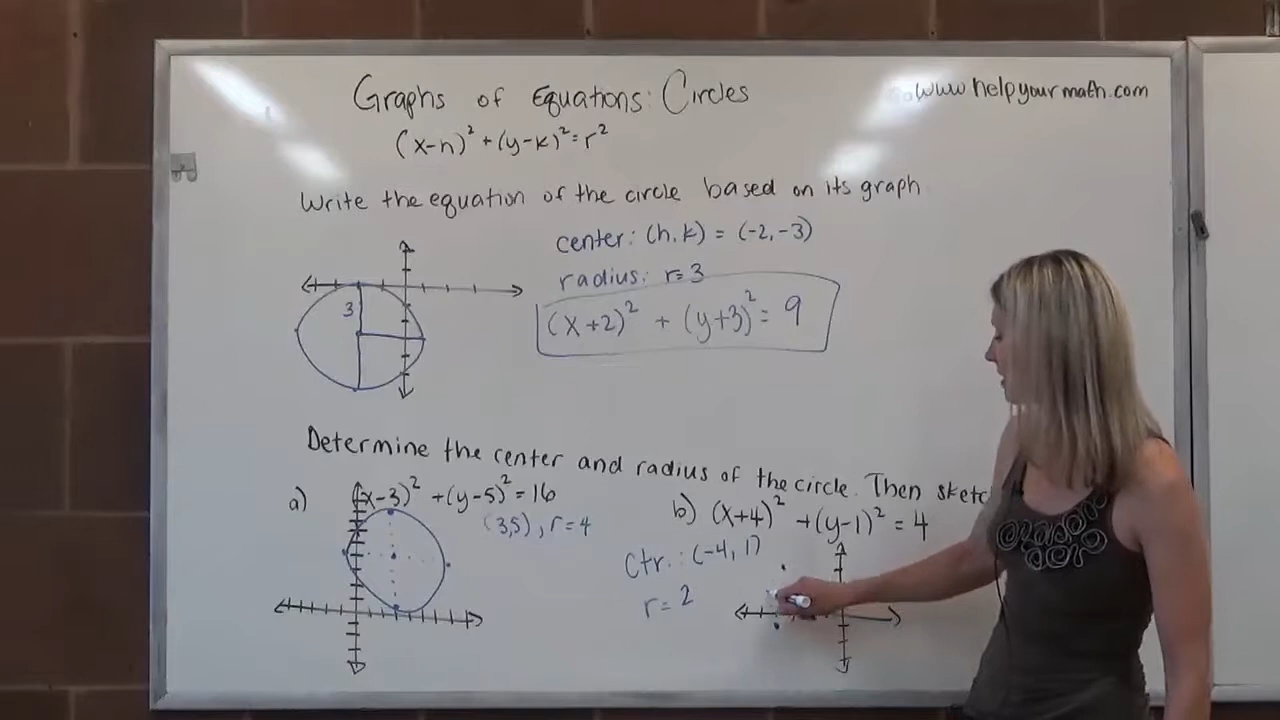 Graphs of Equations: Circles
www.helpyourmath.com
(x-h)² + (y-k)² = r²
Write the equation of the circle based on its graph
center: (h,k) = (-2,-3)
radius: r=3
(x+2)² + (y+3)² = 9
3
Determine the center and radius of the circle. Then sketc
a) (x-3)² + (y-5)² = 16
(3,5), r=4
b) (x+4)² + (y-1)² = 4
Ctr.: (-4, 1)
r=2